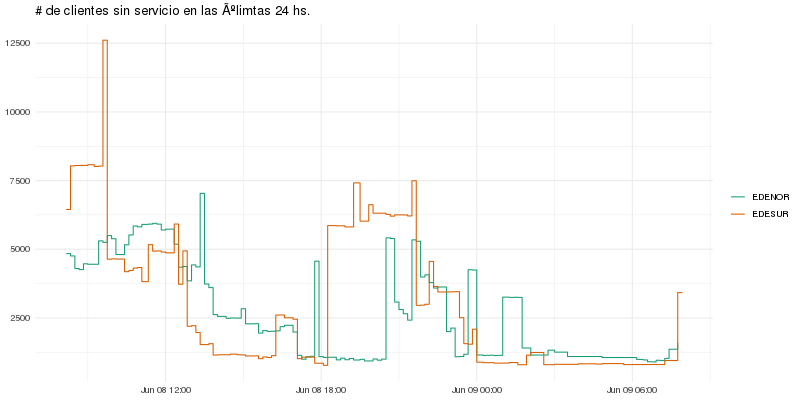 # de clientes sin servicio en las Ãºlimtas 24 hs.
12500
10000
7500
5000
2500
Jun 08 12:00
Jun 08 18:00
Jun 09 00:00
Jun 09 06:00
EDENOR
EDESUR